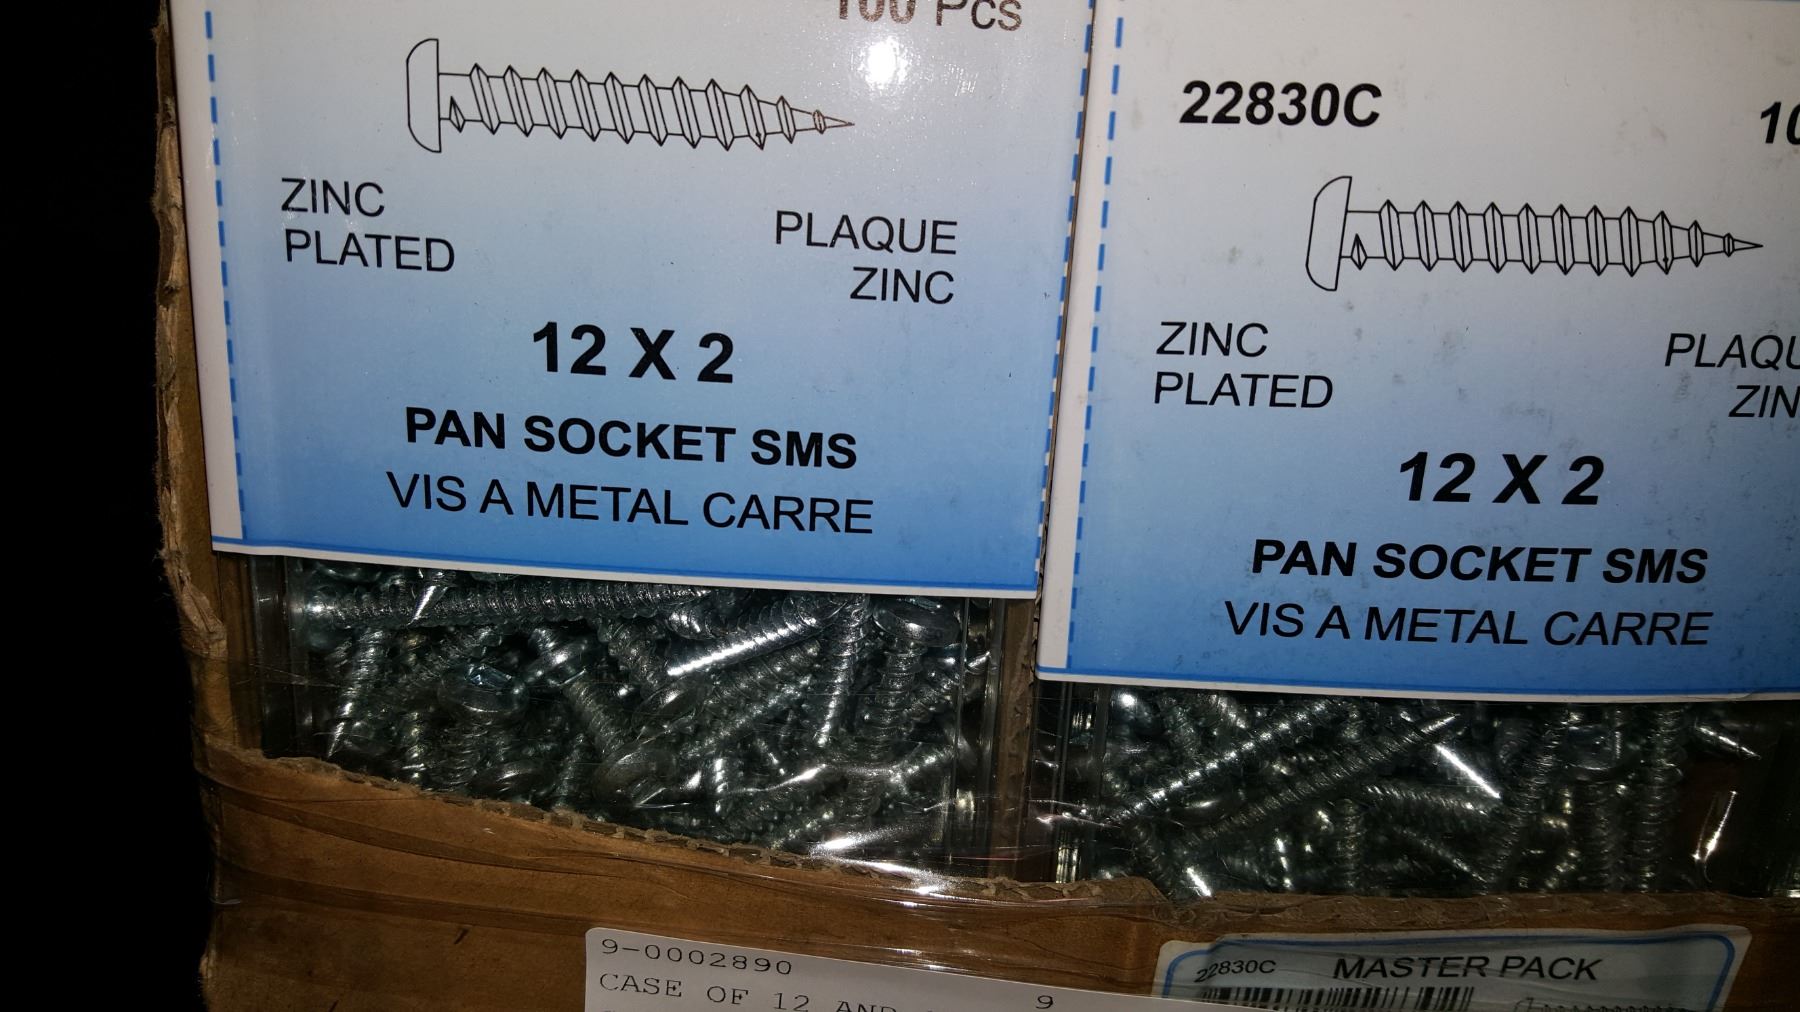 100 Pcs
ZINC
PLATED
PLAQUE
ZINC
12 X 2
PAN SOCKET SMS
VIS A METAL CARRE
22830C
ZINC
PLATED
12 X 2
PAN SOCKET SMS
VIS A METAL CARRE
9-0002890
CASE OF 12 AND
9
22830C MASTER PACK